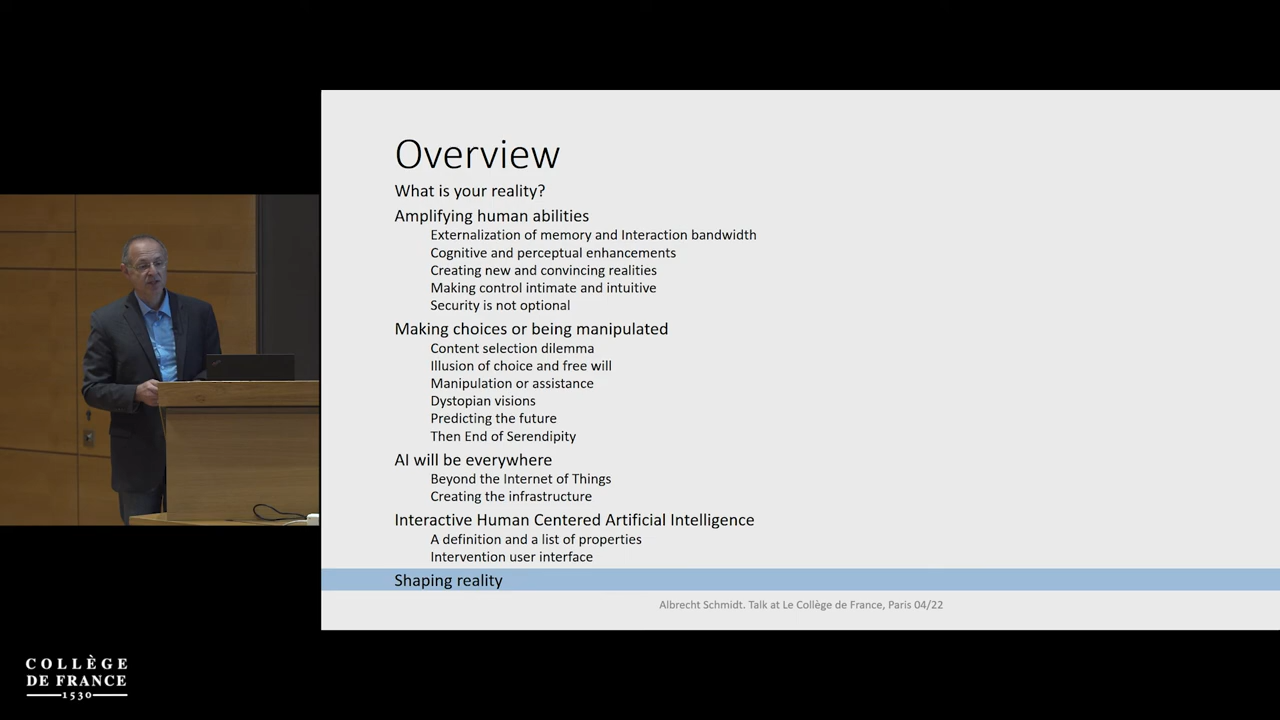 Overview
What is your reality?
Amplifying human abilities
Externalization of memory and Interaction bandwidth
Cognitive and perceptual enhancements
Creating new and convincing realities
Making control intimate and intuitive
Security is not optional
Making choices or being manipulated
Content selection dilemma
Illusion of choice and free will
Manipulation or assistance
Dystopian visions
Predicting the future
Then End of Serendipity
AI will be everywhere
Beyond the Internet of Things
Creating the infrastructure
Interactive Human Centered Artificial Intelligence
A definition and a list of properties
Intervention user interface
Shaping reality
Albrecht Schmidt. Talk at Le Collège de France, Paris 04/22
COLLÈGE
DE FRANCE
1530